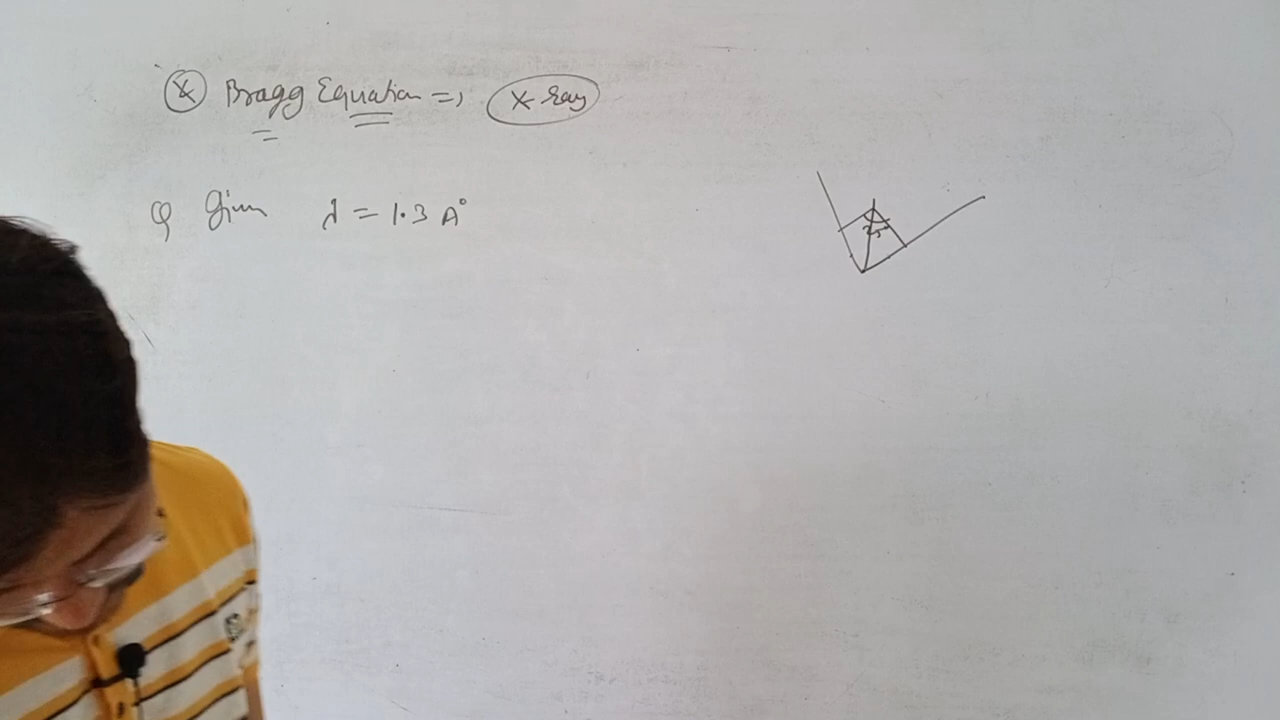 Bragg Equation => X-Ray
Q Given λ = 1.3 A°